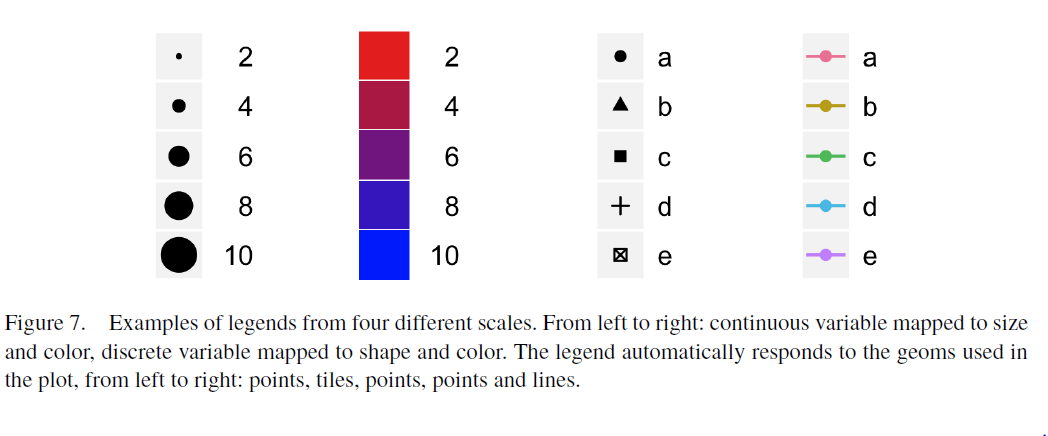 2 2 a a
4 4 b b
6 6 c c
8 8 d d
10 10 e e
Figure 7. Examples of legends from four different scales. From left to right: continuous variable mapped to size
and color, discrete variable mapped to shape and color. The legend automatically responds to the geoms used in
the plot, from left to right: points, tiles, points, points and lines.